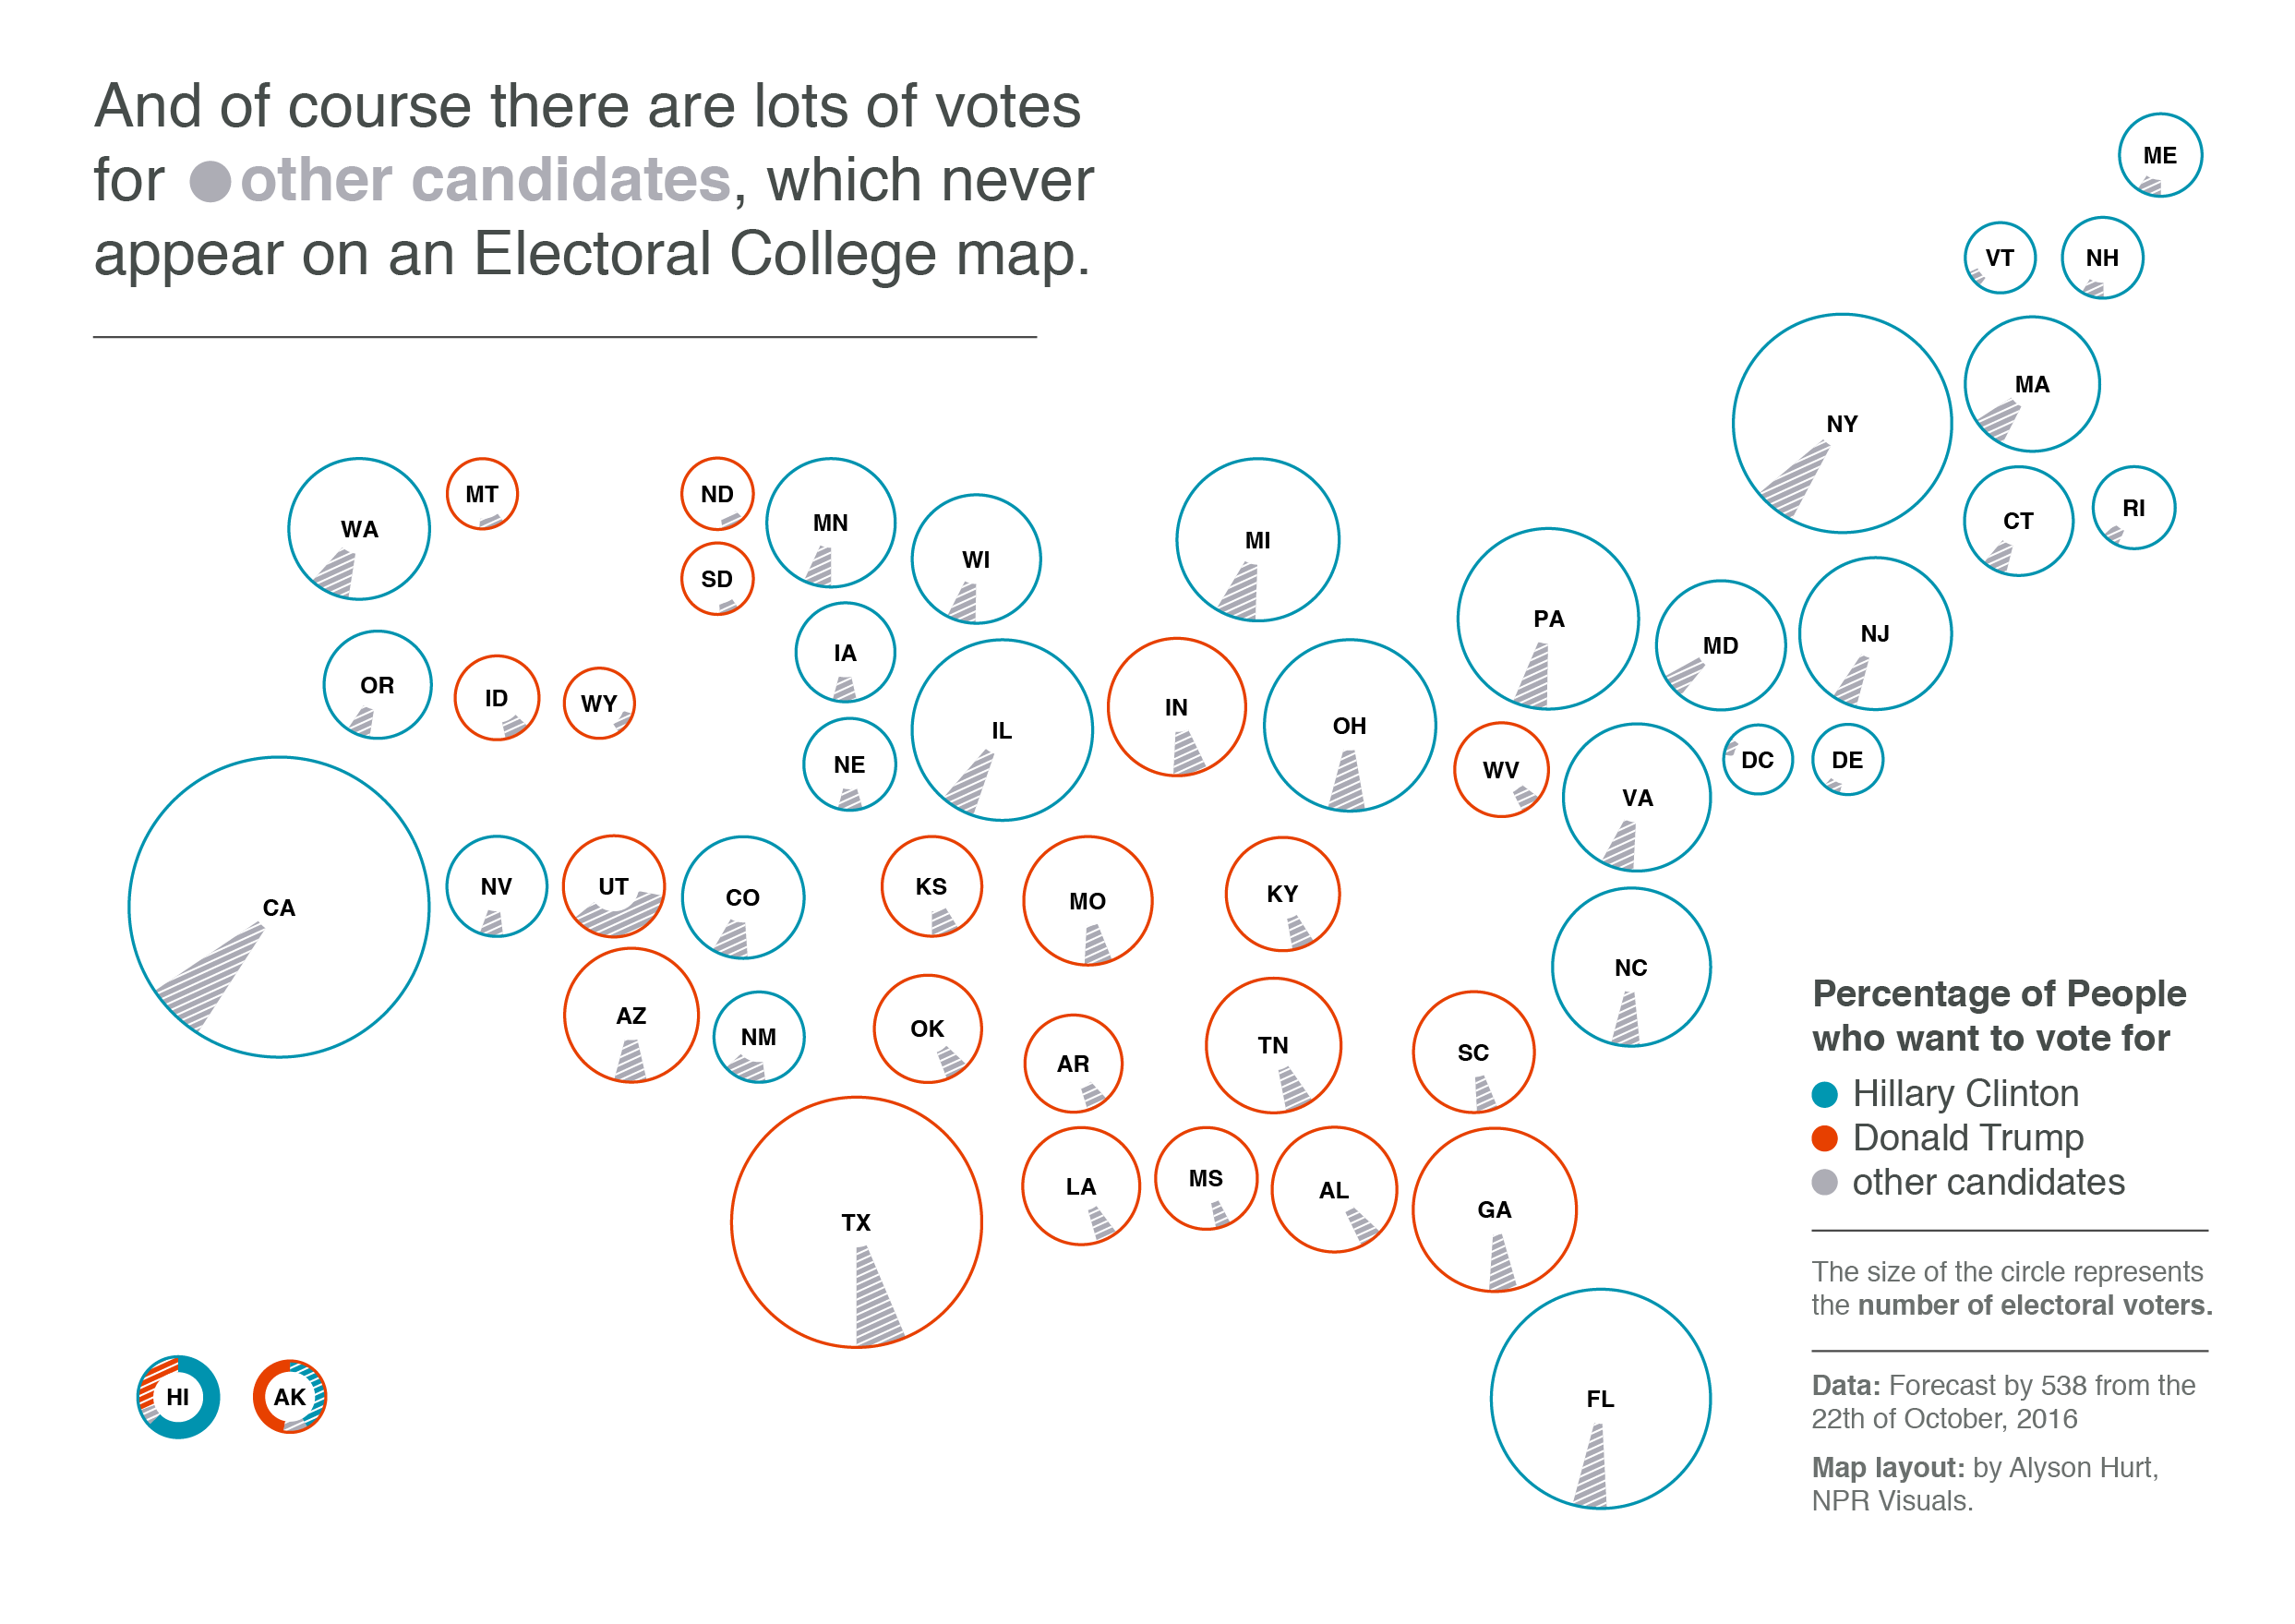 And of course there are lots of votes
for other candidates, which never
appear on an Electoral College map.
ME
VT
NH
NY
MA
WA
MT
ND
MN
WI
MI
CT
RI
SD
PA
MD
NJ
OR
ID
WY
IA
IL
IN
OH
NE
WV
VA
DC
DE
CA
NV
UT
CO
KS
MO
KY
NC
AZ
NM
OK
AR
TN
SC
TX
LA
MS
AL
GA
HI
AK
FL
Percentage of People
who want to vote for
Hillary Clinton
Donald Trump
other candidates
The size of the circle represents
the number of electoral voters.
Data: Forecast by 538 from the
22th of October, 2016
Map layout: by Alyson Hurt,
NPR Visuals.